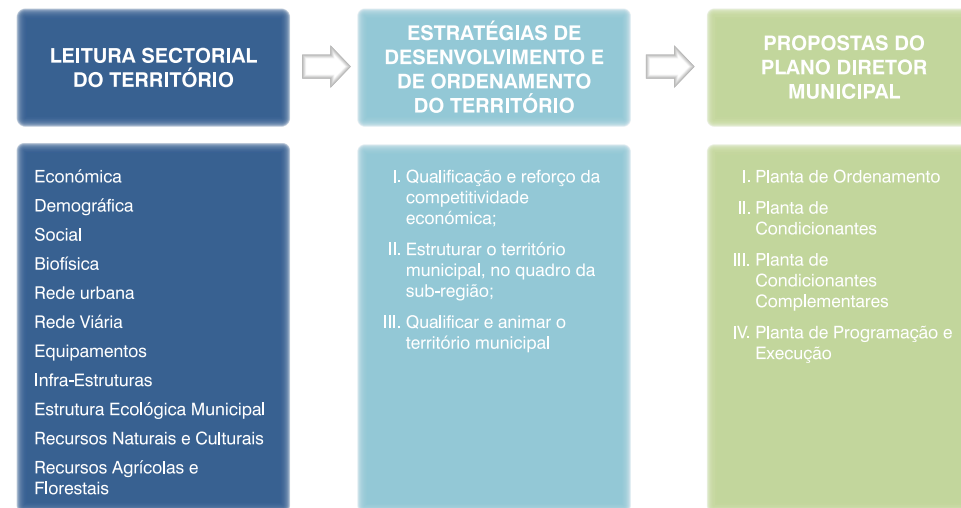 LEITURA SECTORIAL
DO TERRITÓRIO
ESTRATÉGIAS DE
DESENVOLVIMENTO E
DE ORDENAMENTO
DO TERRITÓRIO
PROPOSTAS DO
PLANO DIRETOR
MUNICIPAL
Económica
Demográfica
Social
Biofísica
Rede urbana
Rede Viária
Equipamentos
Infra-Estruturas
Estrutura Ecológica Municipal
Recursos Naturais e Culturais
Recursos Agrícolas e
Florestais
I. Qualificação e reforço da
competitividade
económica;
II. Estruturar o território
municipal, no quadro da
sub-região;
III. Qualificar e animar o
território municipal
I. Planta de Ordenamento
II. Planta de
Condicionantes
III. Planta de
Condicionantes
Complementares
IV. Planta de Programação e
Execução